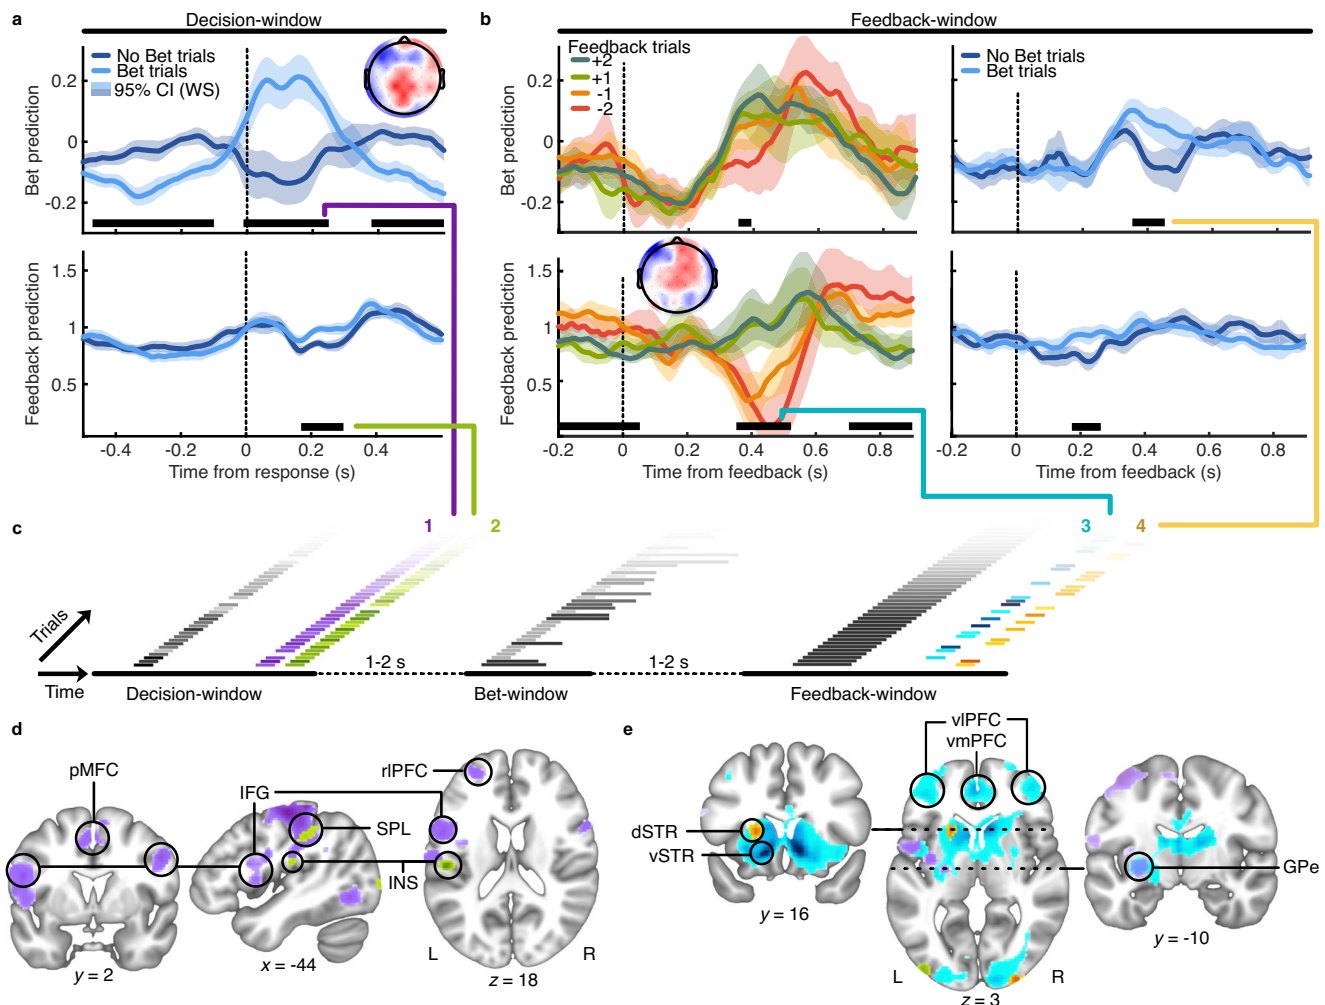 a
Decision-window
b
Feedback-window
No Bet trials
Bet trials
95% CI (WS)
Bet prediction
0.2
0
-0.2
Feedback trials
+2
+1
-1
-2
Bet prediction
0.2
0
-0.2
No Bet trials
Bet trials
Feedback prediction
1.5
1
0.5
-0.4
-0.2
0
0.2
0.4
Time from response (s)
Feedback prediction
1.5
1
0.5
-0.2
0
0.2
0.4
0.6
0.8
Time from feedback (s)
-0.2
0
0.2
0.4
0.6
0.8
Time from feedback (s)
c
1
2
3
4
Trials
Time
1-2 s
1-2 s
Decision-window
Bet-window
Feedback-window
d
pMFC
IFG
rlPFC
SPL
INS
y = 2
x = -44
L
R
z = 18
e
vlPFC
vmPFC
dSTR
vSTR
GPe
y = 16
L
R
z = 3
y = -10